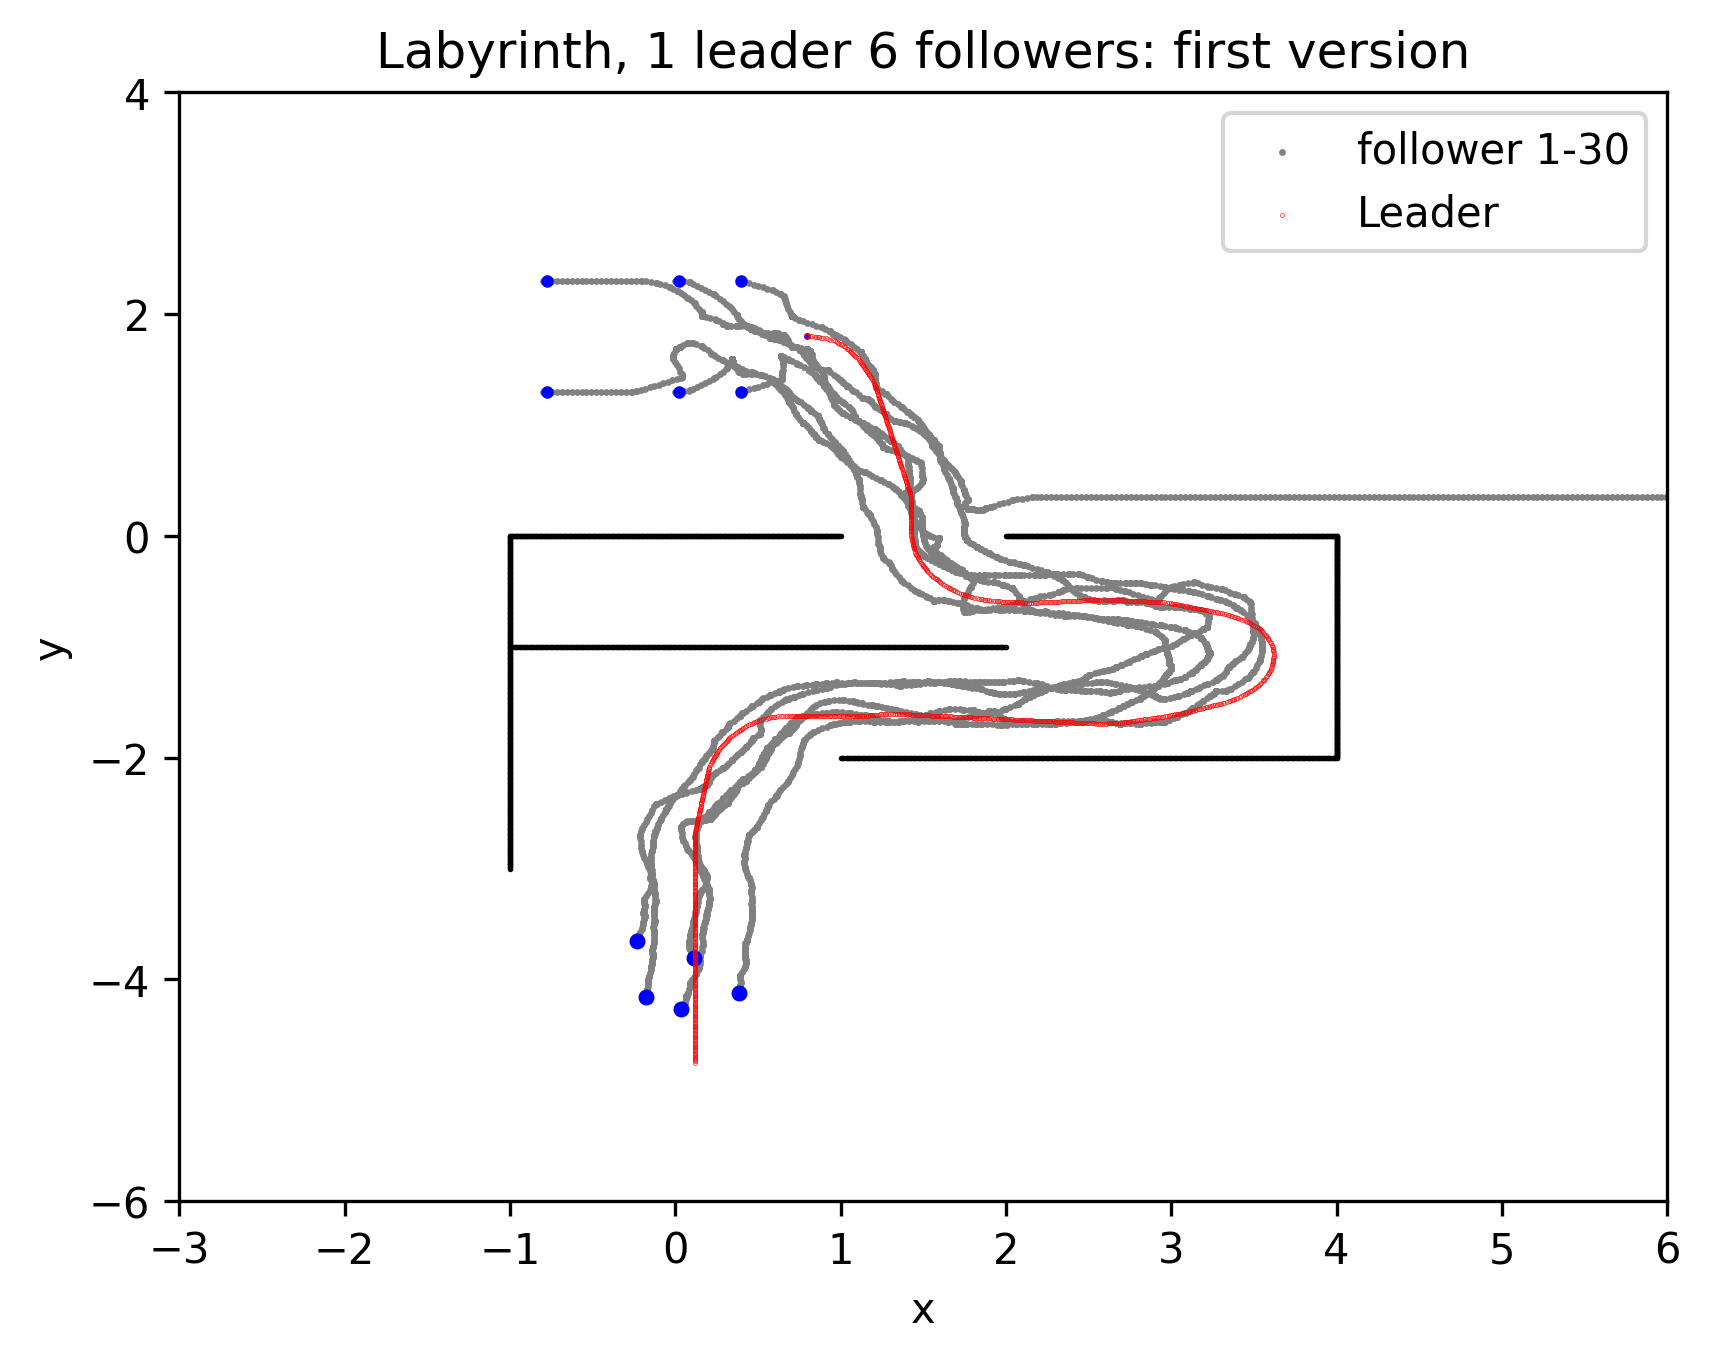 Labyrinth, 1 leader 6 followers: first version
follower 1-30
Leader
4
2
0
−2
−4
−6
y
−3 −2 −1 0 1 2 3 4 5 6
x